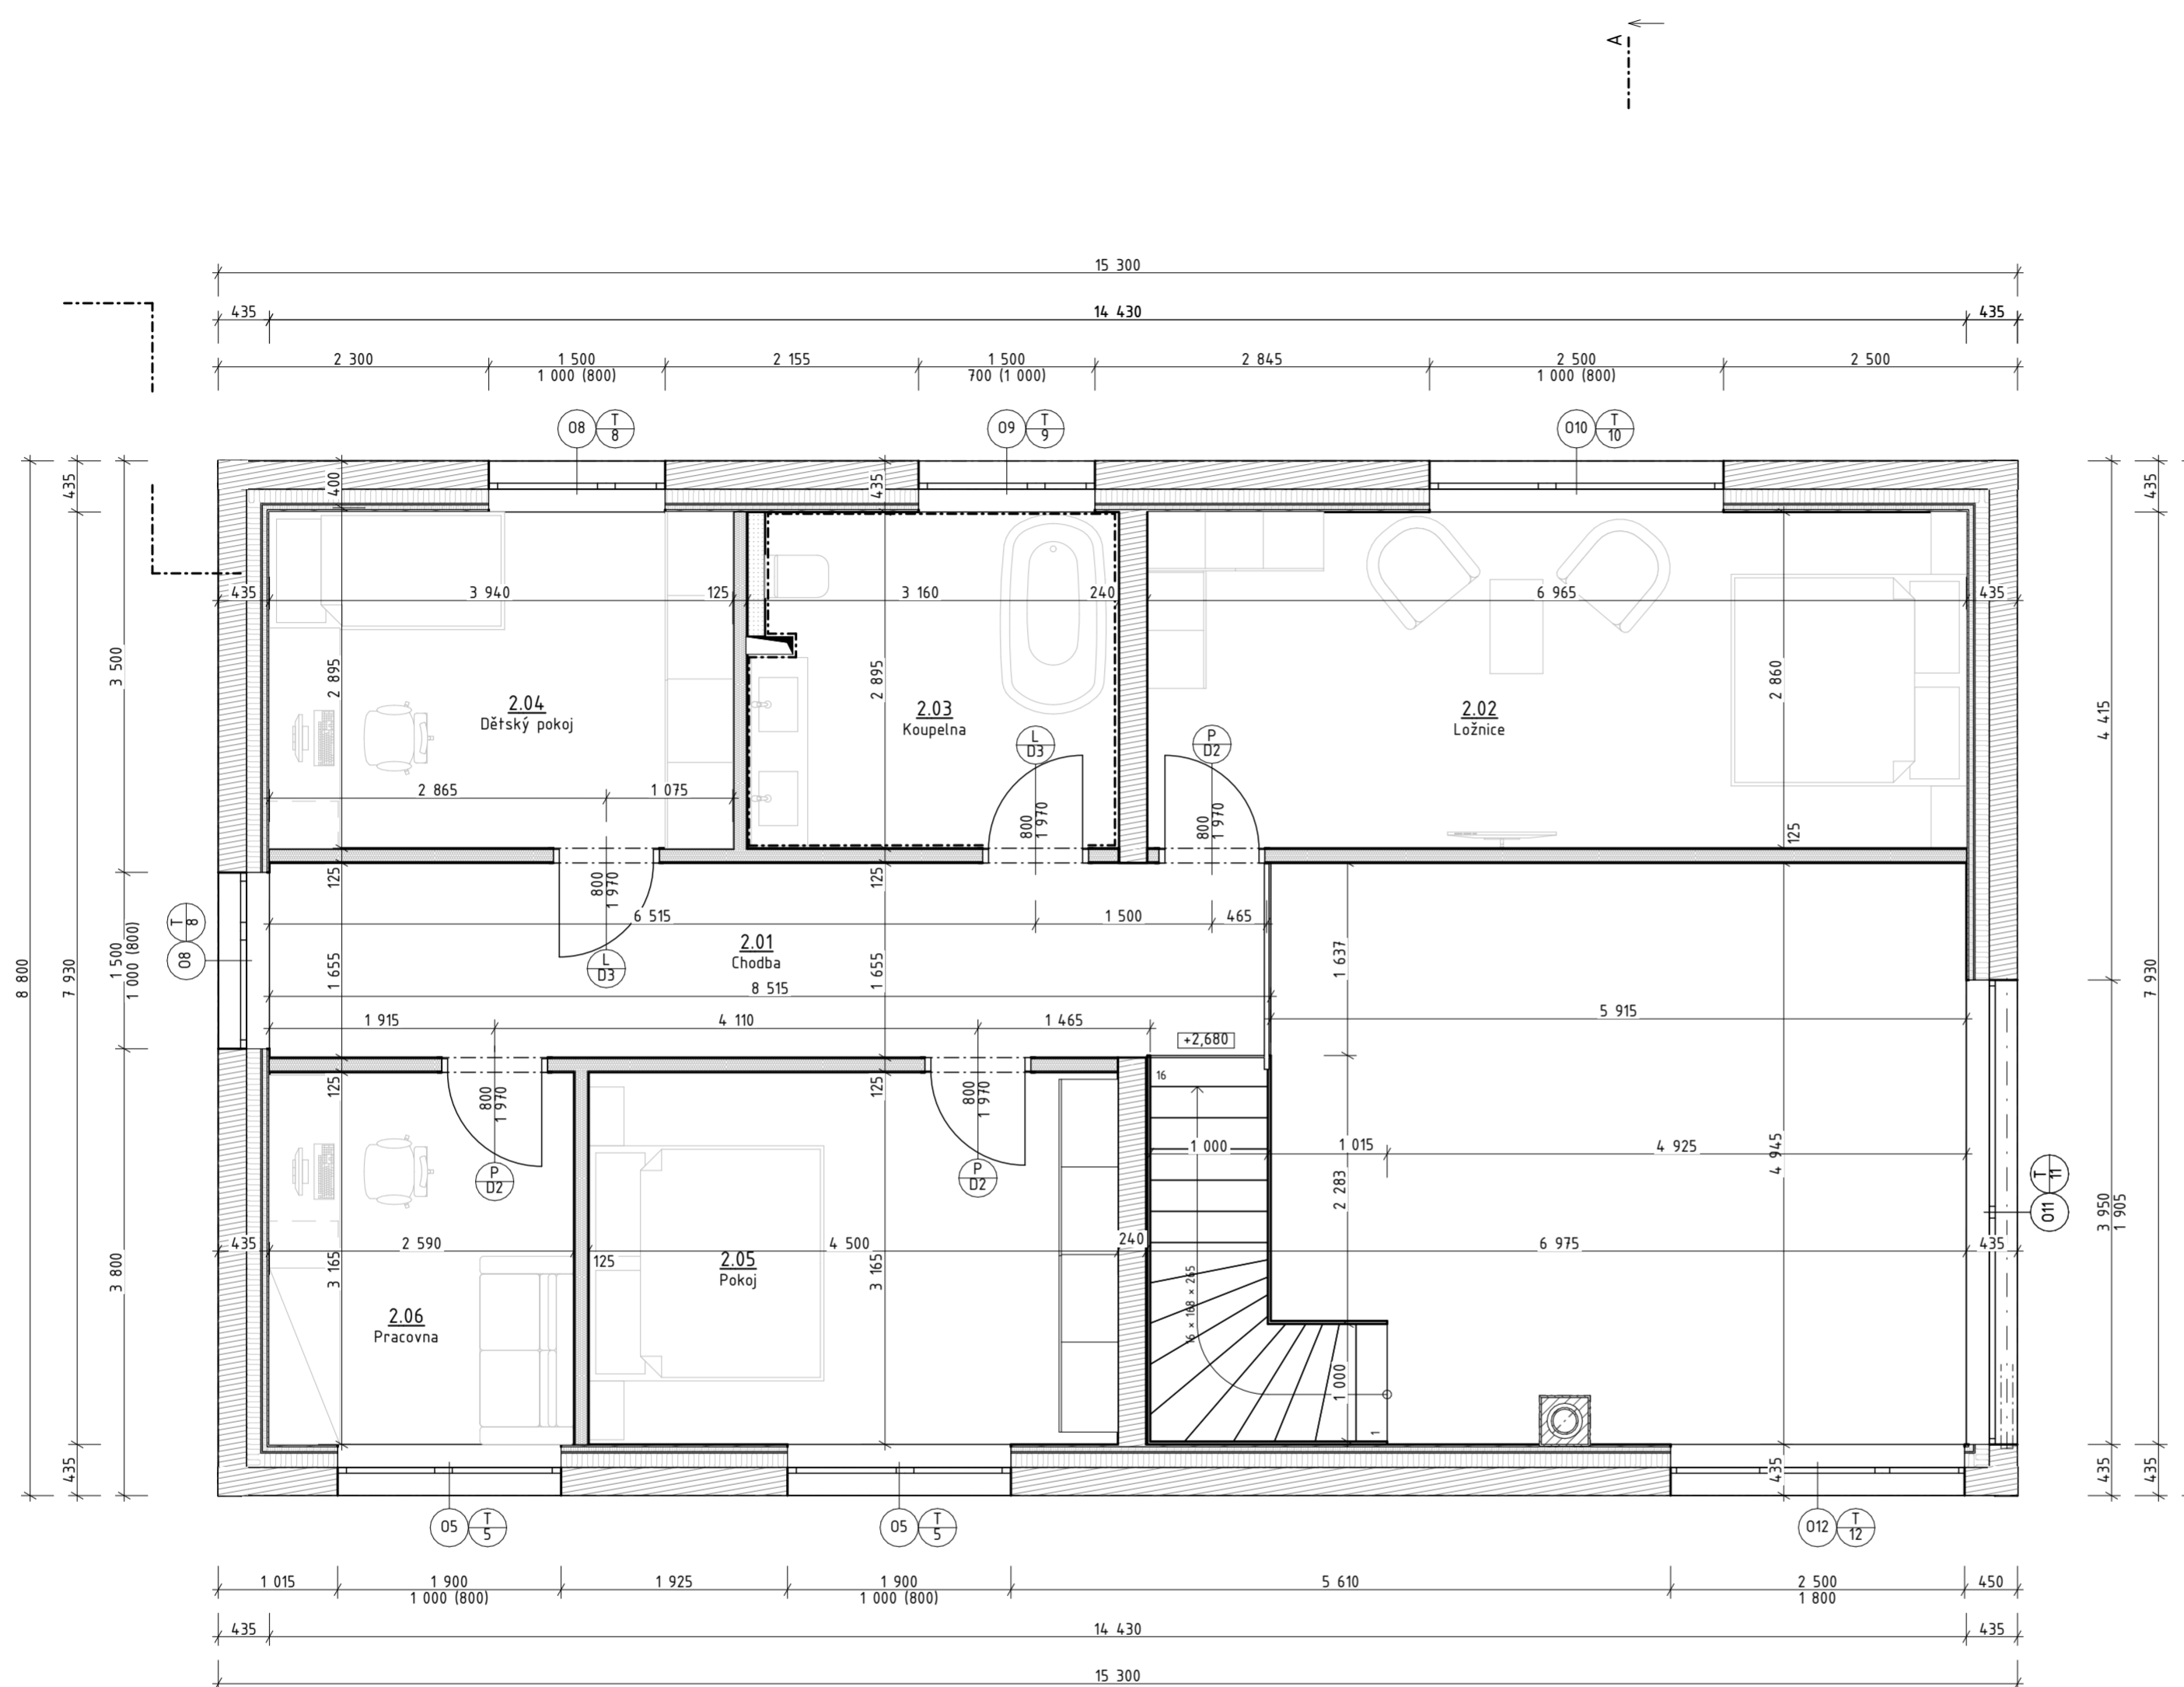 A
15 300
435 14 430 435
2 300 1 500 2 155 1 500 2 845 2 500 2 500
1 000 (800) 700 (1 000) 1 000 (800)
O8 T 8 O9 T 9 O10 T 10
435 400 435 435
435 3 940 125 3 160 240 6 965 435
3 500 2 895 2 895 2 860 4 415
2.04
Dětský pokoj
2.03
Koupelna
2.02
Ložnice
L D3 P D2
2 865 1 075
800 1 970 800 1 970 125
125 800 1 970 125
T 8
O8
6 515 1 500 465
2.01
Chodba
L D3
8 800 7 930 1 500 1 000 (800) 1 655 1 655 1 637 7 930
8 515
1 915 4 110 1 465 5 915
+2,680
125 800 1 970 800 1 970 125 16
P D2 P D2
1 000 1 015 4 925
2 283 4 945
T 11
O11
3 950 1 905
435 2 590 125 4 500 240 6 975 435
3 800 3 165 3 165
2.05
Pokoj
2.06
Pracovna
16 × 168 × 265
1 000 1
435 435 435 435
O5 T 5 O5 T 5 O12 T 12
1 015 1 900 1 925 1 900 5 610 2 500 450
1 000 (800) 1 000 (800) 1 800
435 14 430 435
15 300